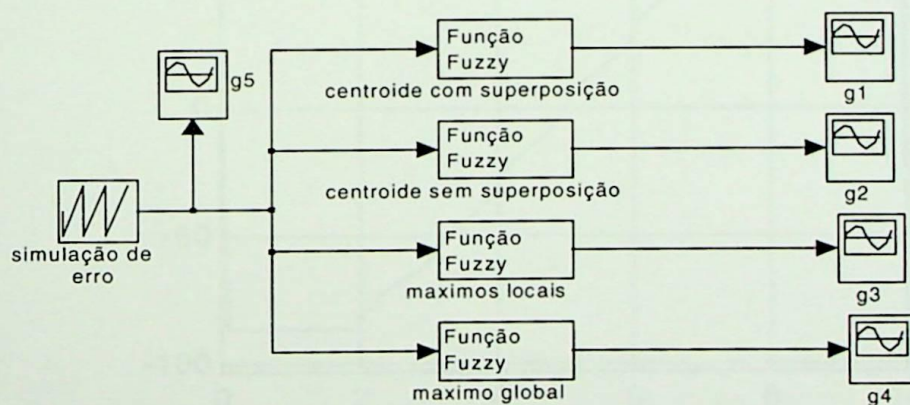 Função
Fuzzy
centroide com superposição
g1
g5
Função
Fuzzy
centroide sem superposição
g2
simulação de
erro
Função
Fuzzy
maximos locais
g3
Função
Fuzzy
maximo global
g4